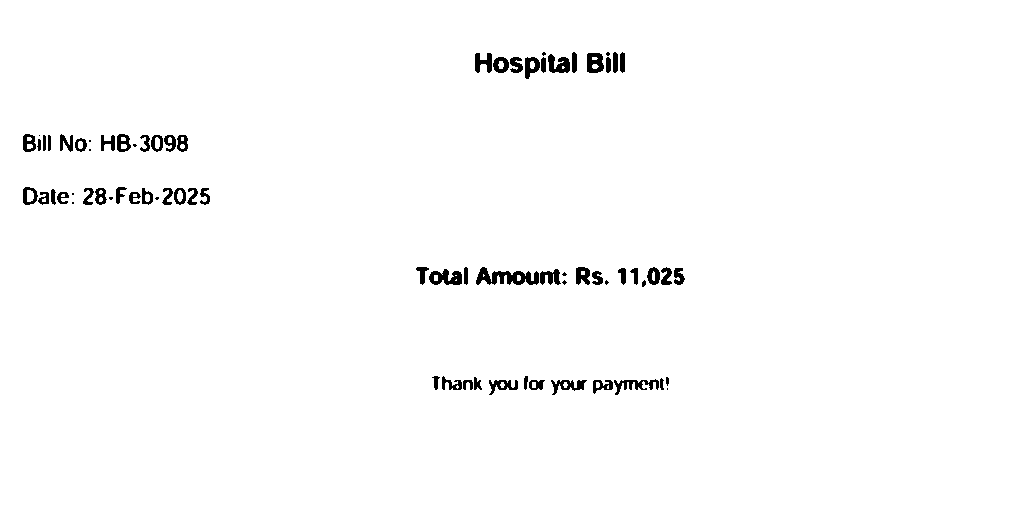 Hospital Bill
Bill No: HB-3098
Date: 28-Feb-2025
Total Amount: Rs. 11,025
Thank you for your payment!